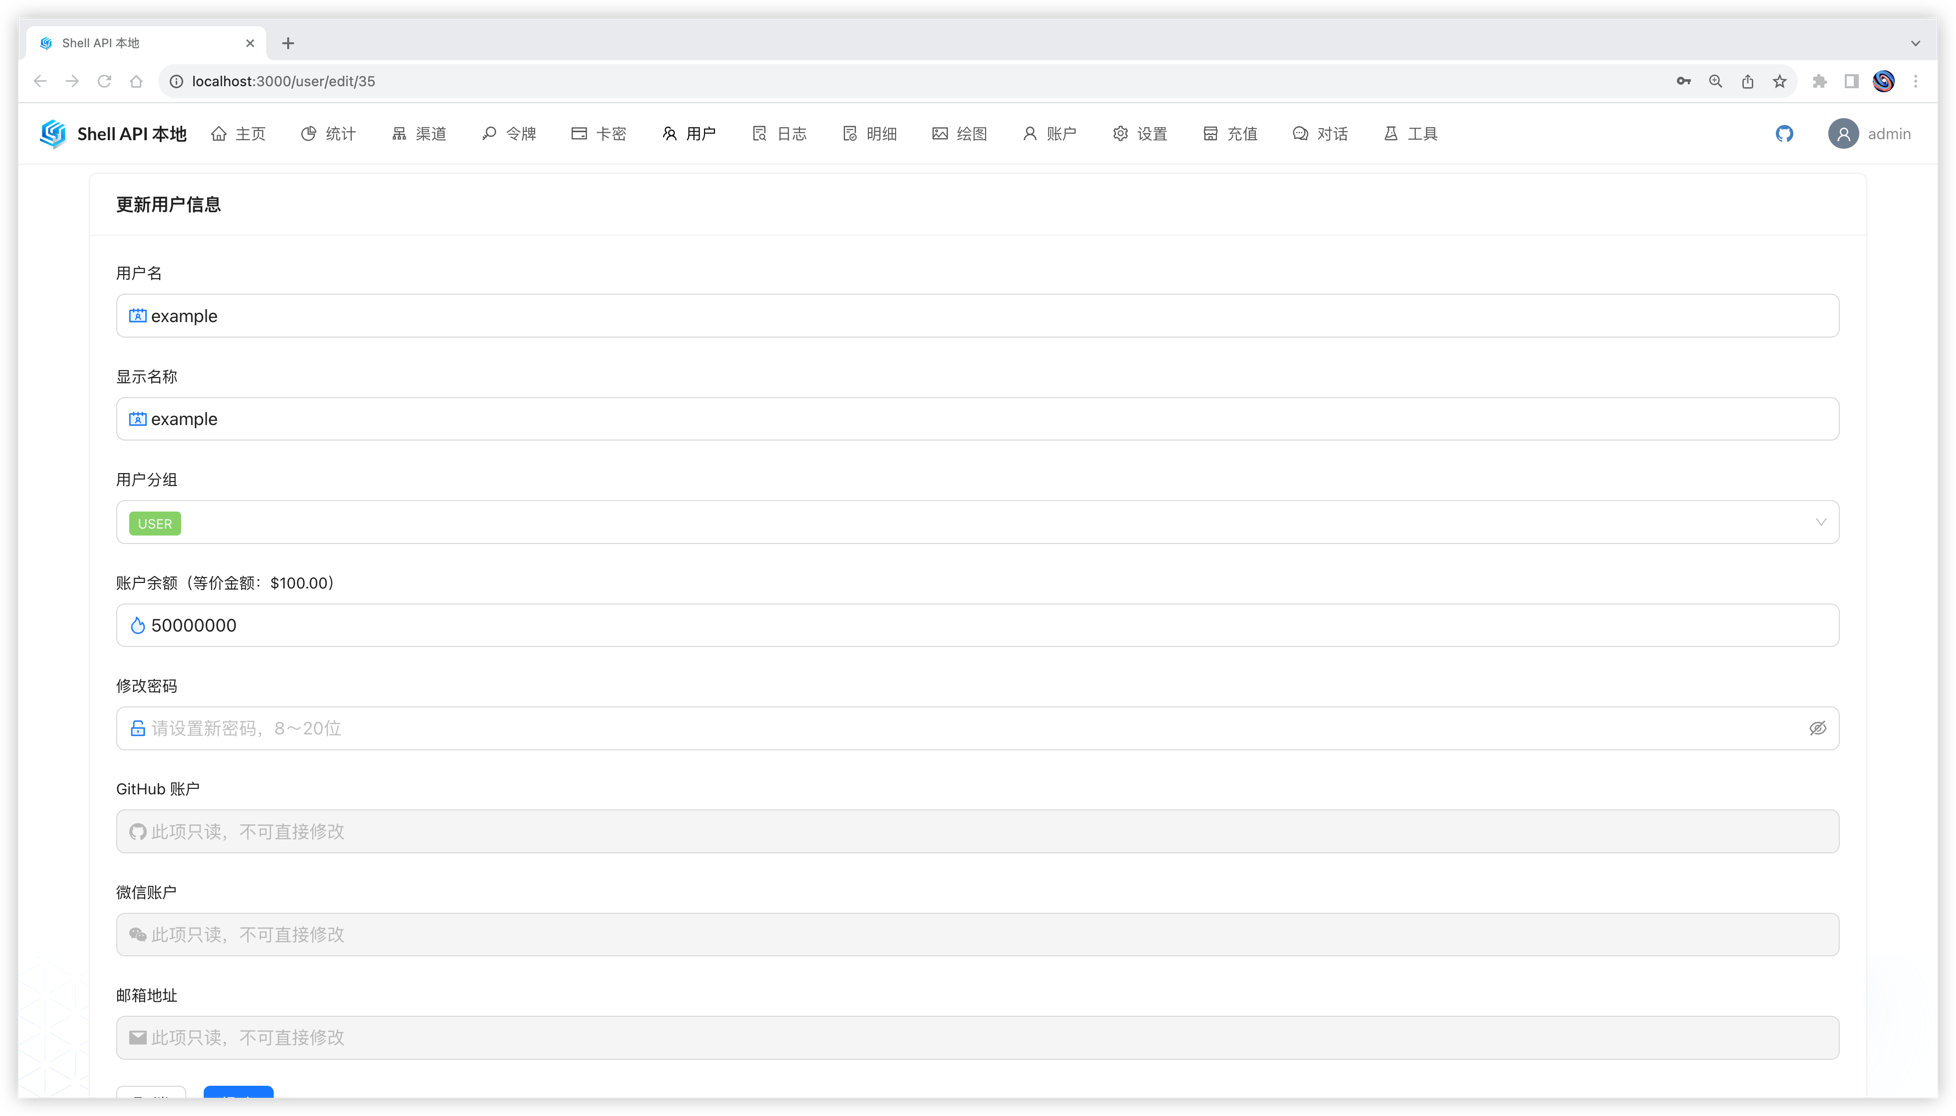 Shell API 本地
localhost:3000/user/edit/35
Shell API 本地 主页 统计 渠道 令牌 卡密 用户 日志 明细 绘图 账户 设置 充值 对话 工具 admin
更新用户信息
用户名
example
显示名称
example
用户分组
USER
账户余额（等价金额：$100.00）
50000000
修改密码
请设置新密码，8～20位
GitHub 账户
此项只读，不可直接修改
微信账户
此项只读，不可直接修改
邮箱地址
此项只读，不可直接修改